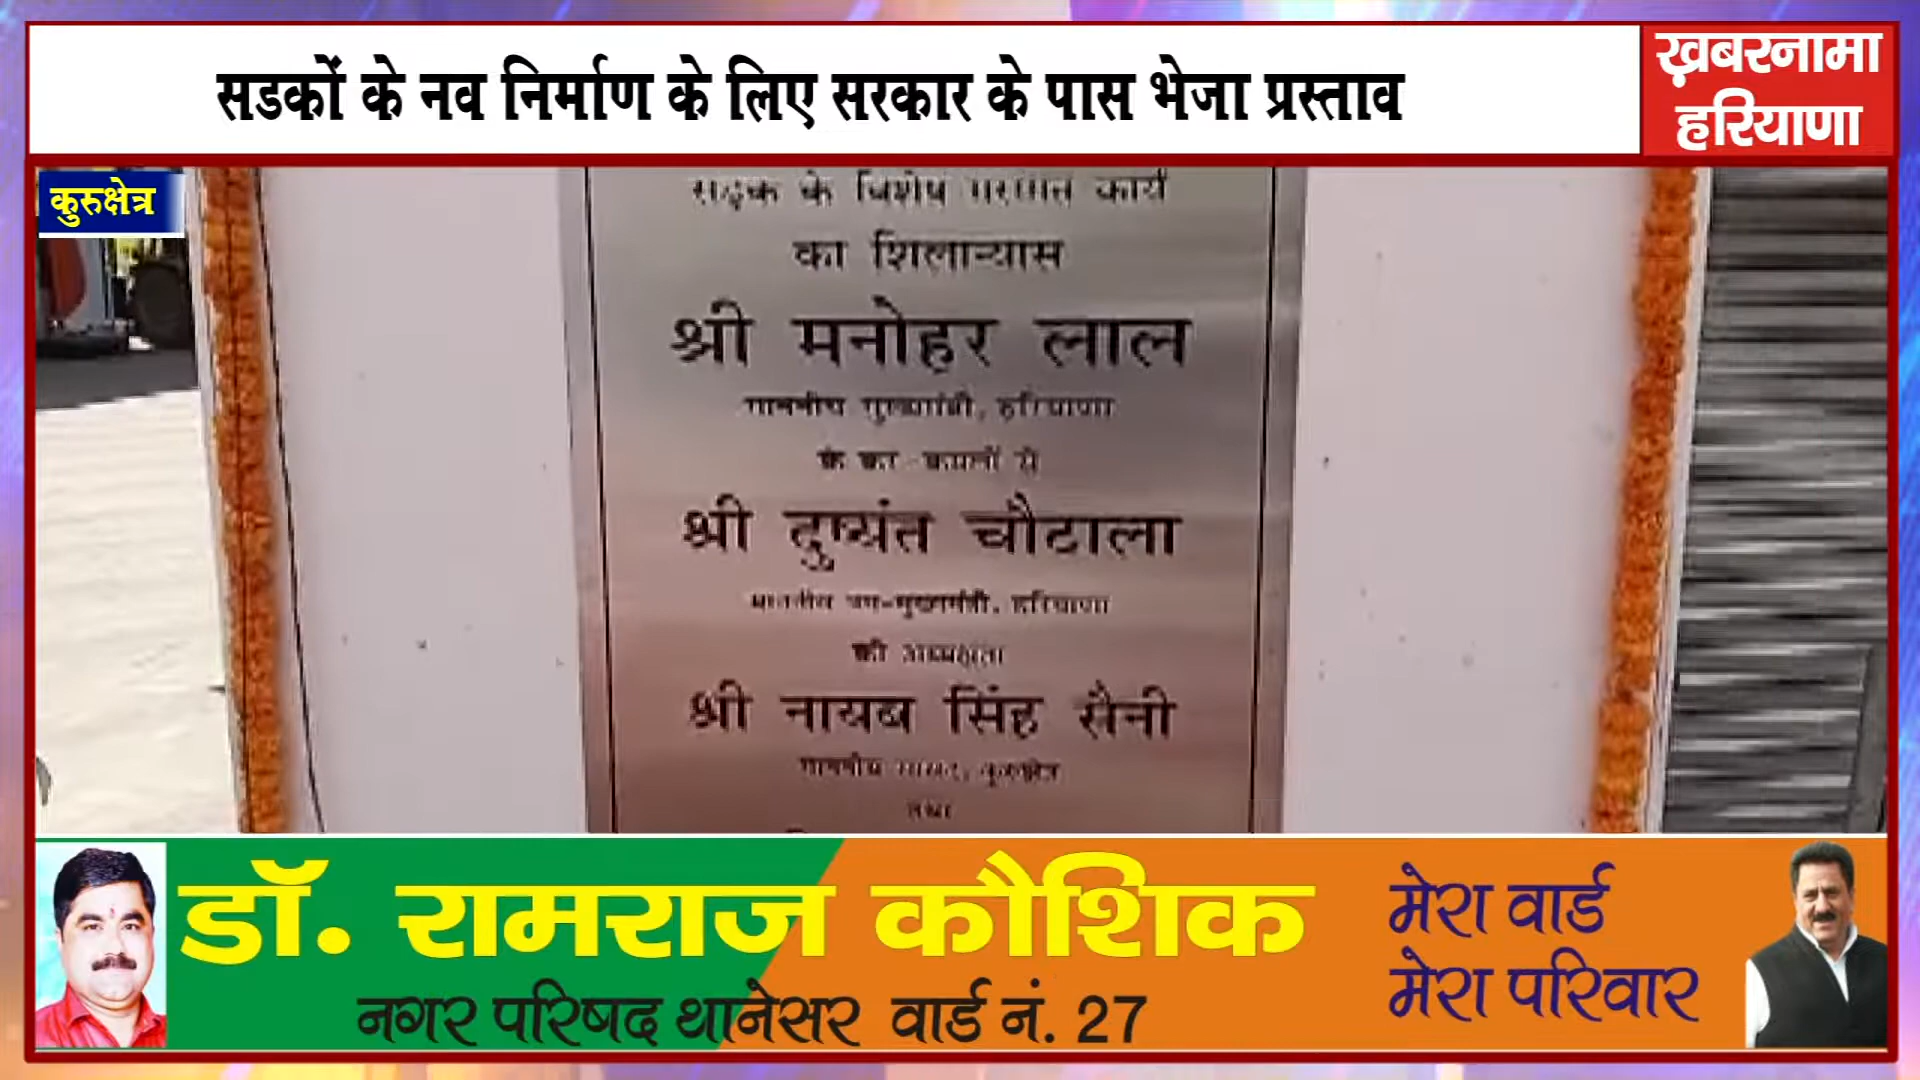 सडकों के नव निर्माण के लिए सरकार के पास भेजा प्रस्ताव
ख़बरनामा
हरियाणा
कुरुक्षेत्र
सड़क के विशेष मरम्मत कार्य
का शिलान्यास
श्री मनोहर लाल
माननीय मुख्यमंत्री, हरियाणा
के कर कमलों से
श्री दुष्यंत चौटाला
माननीय उप-मुख्यमंत्री, हरियाणा
की अध्यक्षता
श्री नायब सिंह सैनी
माननीय सांसद, कुरुक्षेत्र
तथा
डॉ. रामराज कौशिक
नगर परिषद थानेसर वार्ड नं. 27
मेरा वार्ड
मेरा परिवार